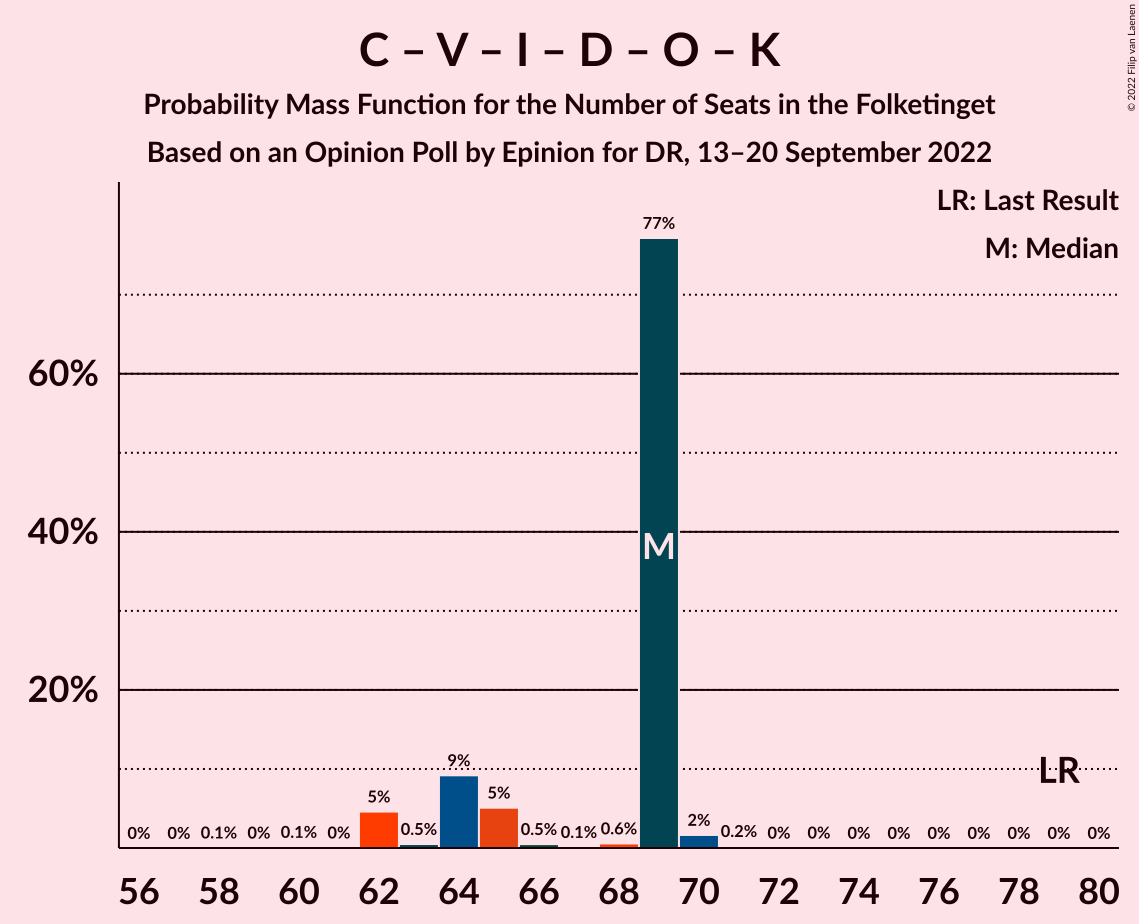 C – V – I – D – O – K
Probability Mass Function for the Number of Seats in the Folketinget
Based on an Opinion Poll by Epinion for DR, 13–20 September 2022
© 2022 Filip van Laenen
LR: Last Result
M: Median
77%
60%
M
40%
20%
LR
0% 0% 0.1% 0% 0.1% 0% 5% 0.5% 9% 5% 0.5% 0.1% 0.6% 2% 0.2% 0% 0% 0% 0% 0% 0% 0% 0% 0%
56 58 60 62 64 66 68 70 72 74 76 78 80